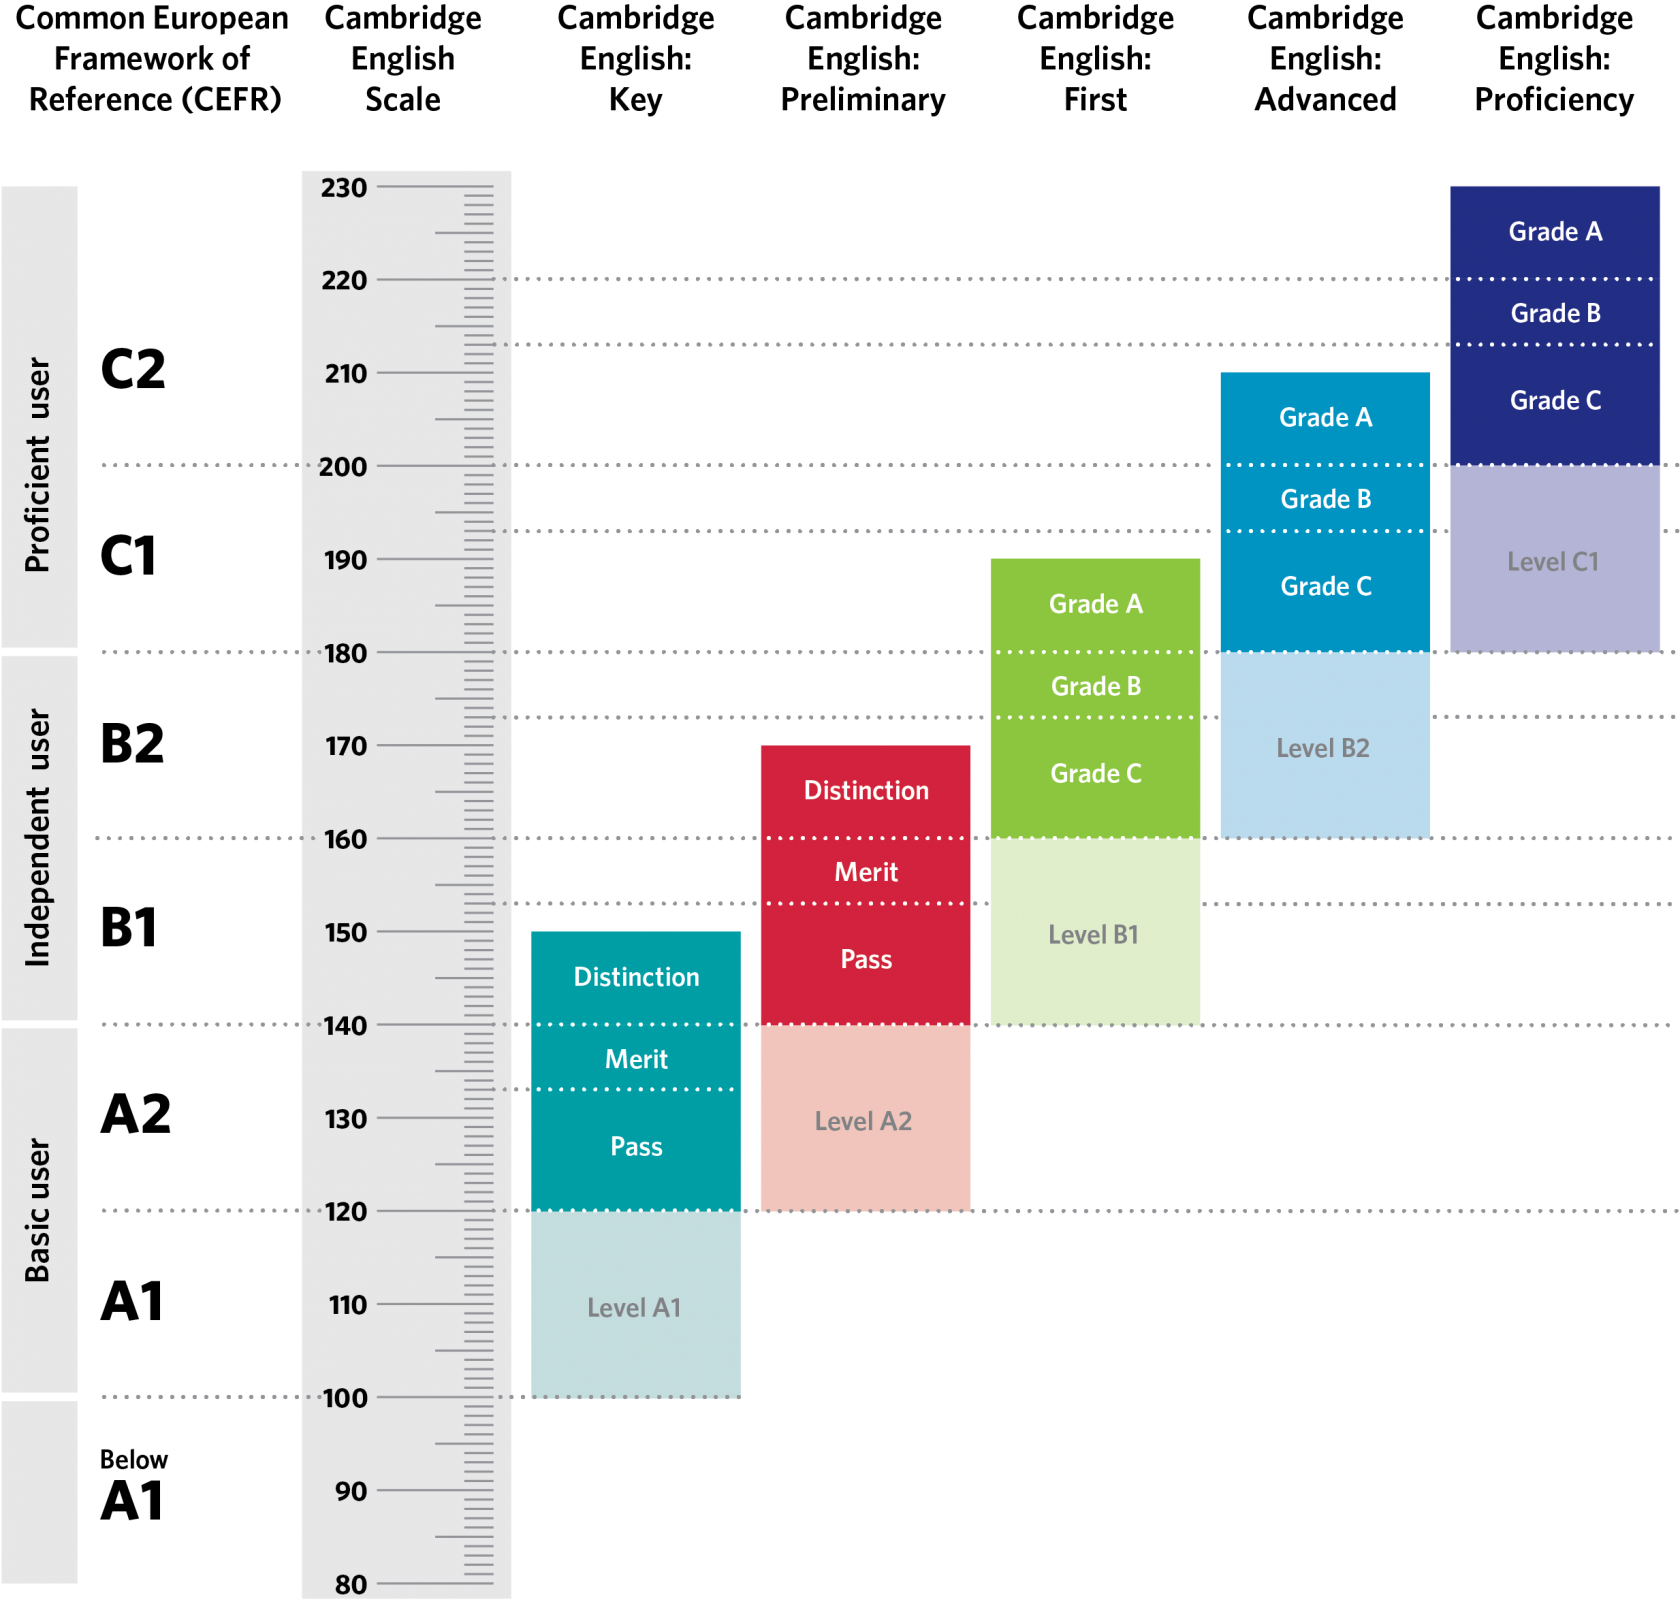 Common European
Framework of
Reference (CEFR)
Cambridge
English
Scale
Cambridge
English:
Key
Cambridge
English:
Preliminary
Cambridge
English:
First
Cambridge
English:
Advanced
Cambridge
English:
Proficiency
Proficient user
Independent user
Basic user
C2
C1
B2
B1
A2
A1
Below
A1
230
220
210
200
190
180
170
160
150
140
130
120
110
100
90
80
Distinction
Merit
Pass
Level A1
Distinction
Merit
Pass
Level A2
Grade A
Grade B
Grade C
Level B1
Grade A
Grade B
Grade C
Level B2
Grade A
Grade B
Grade C
Level C1